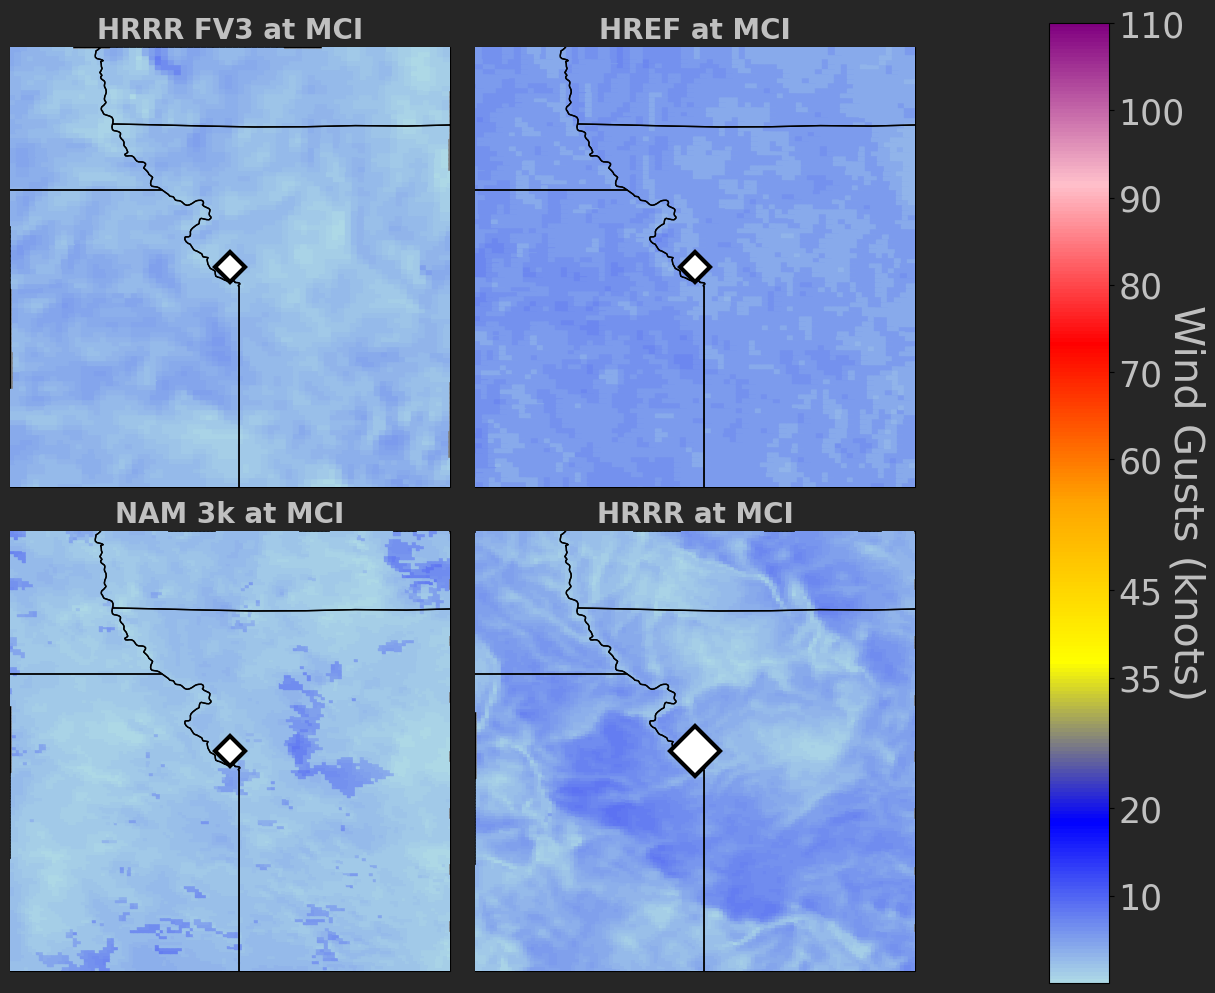 HRRR FV3 at MCI
HREF at MCI
NAM 3k at MCI
HRRR at MCI
110
100
90
80
70
60
45
35
20
10
Wind Gusts (knots)